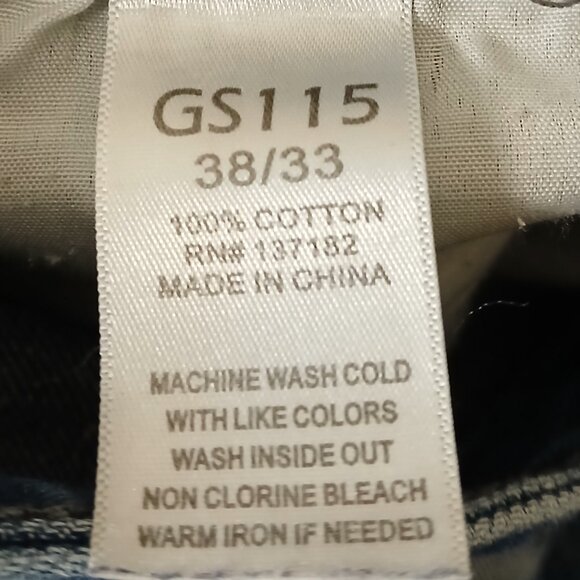 GS115
38/33
100% COTTON
RN# 137182
MADE IN CHINA
MACHINE WASH COLD
WITH LIKE COLORS
WASH INSIDE OUT
NON CLORINE BLEACH
WARM IRON IF NEEDED